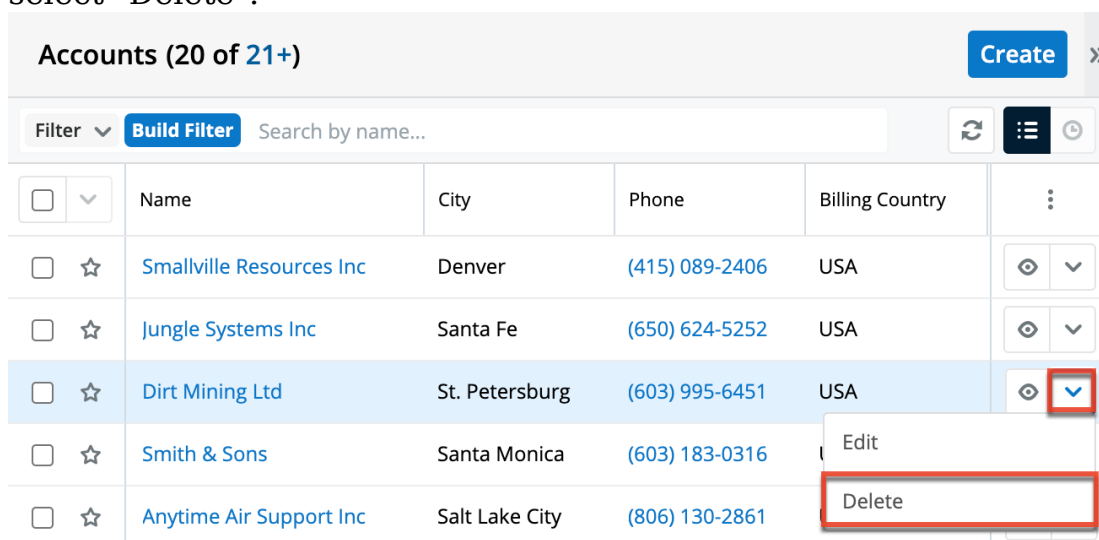 select "Delete".
Accounts (20 of 21+)
Create
Filter
Build Filter
Search by name...
Name City Phone Billing Country
Smallville Resources Inc Denver (415) 089-2406 USA
Jungle Systems Inc Santa Fe (650) 624-5252 USA
Dirt Mining Ltd St. Petersburg (603) 995-6451 USA
Edit
Smith & Sons Santa Monica (603) 183-0316
Delete
Anytime Air Support Inc Salt Lake City (806) 130-2861